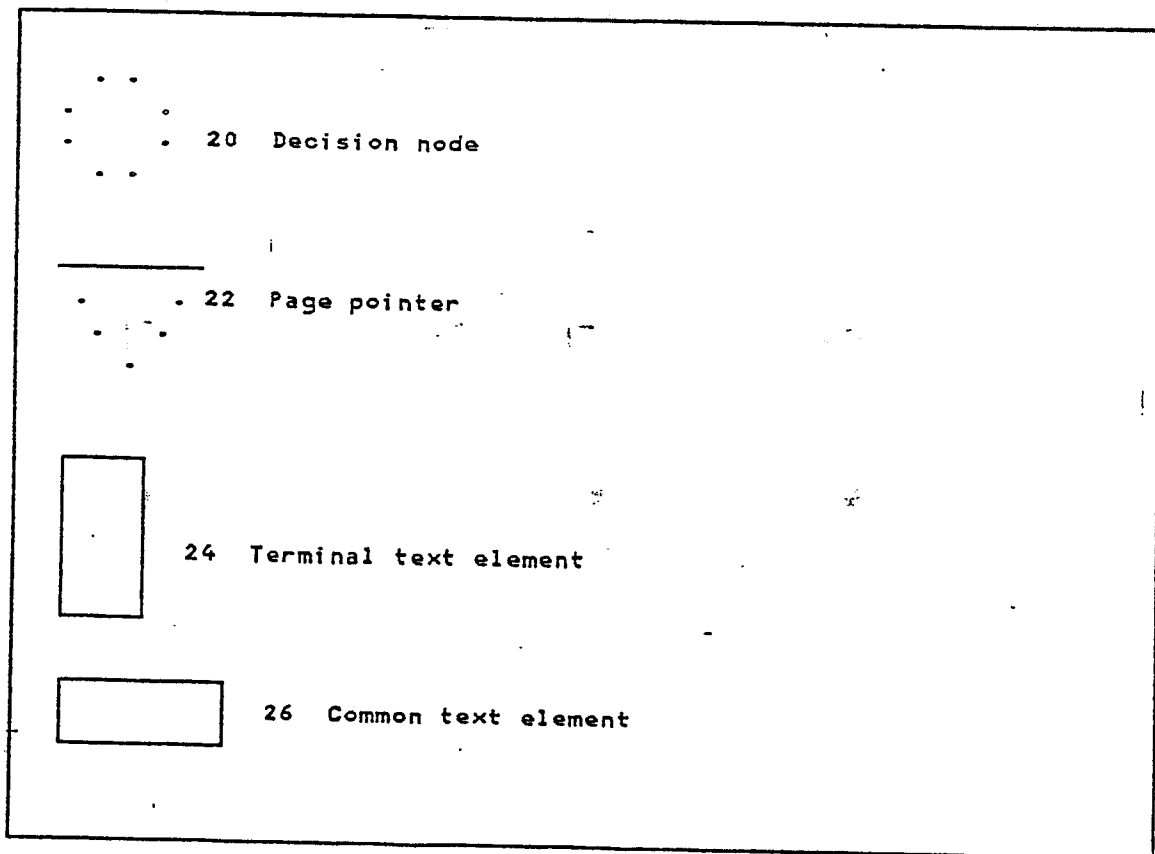 20 Decision node
22 Page pointer
24 Terminal text element
26 Common text element